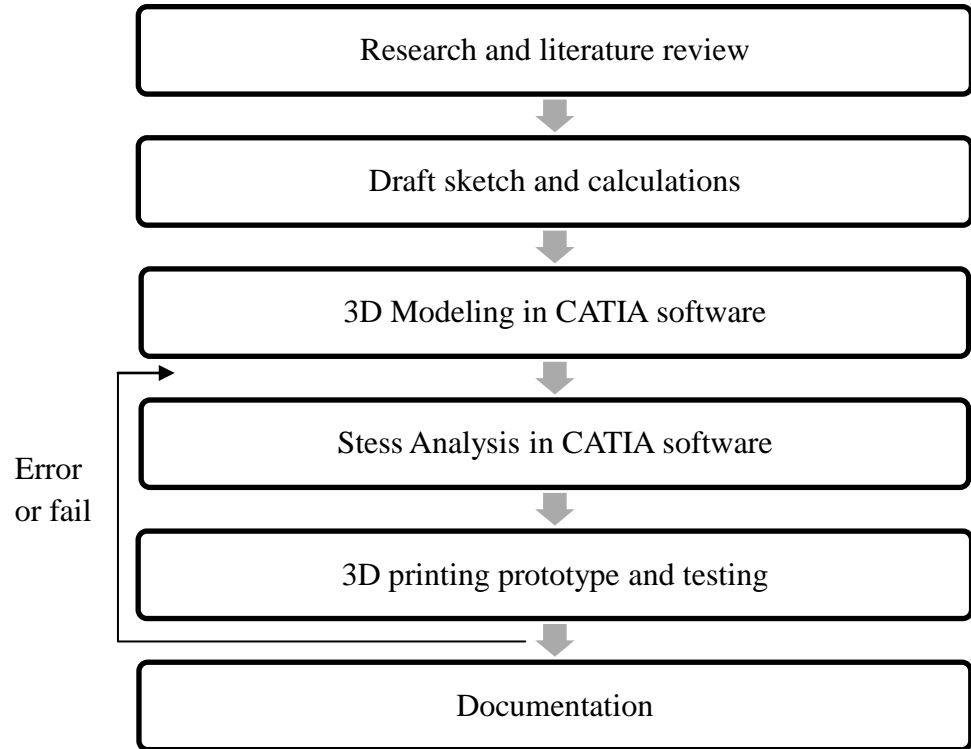 Research and literature review
Draft sketch and calculations
3D Modeling in CATIA software
Stess Analysis in CATIA software
Error
or fail
3D printing prototype and testing
Documentation